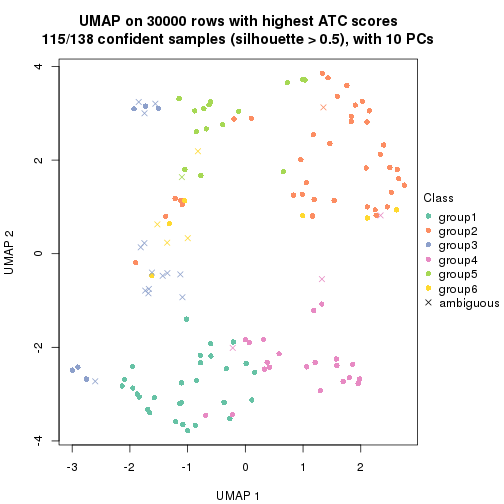 UMAP on 30000 rows with highest ATC scores
115/138 confident samples (silhouette > 0.5), with 10 PCs
4
2
0
-2
-4
UMAP 2
-3
-2
-1
0
1
2
UMAP 1
Class
group1
group2
group3
group4
group5
group6
ambiguous